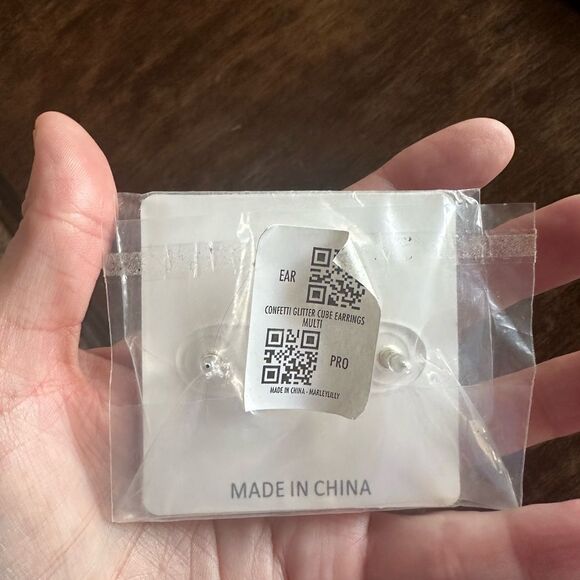 EAR
CONFETTI GLITTER CUBE EARRINGS
MULTI
PRO
MADE IN CHINA - MARLEYLILLY
MADE IN CHINA